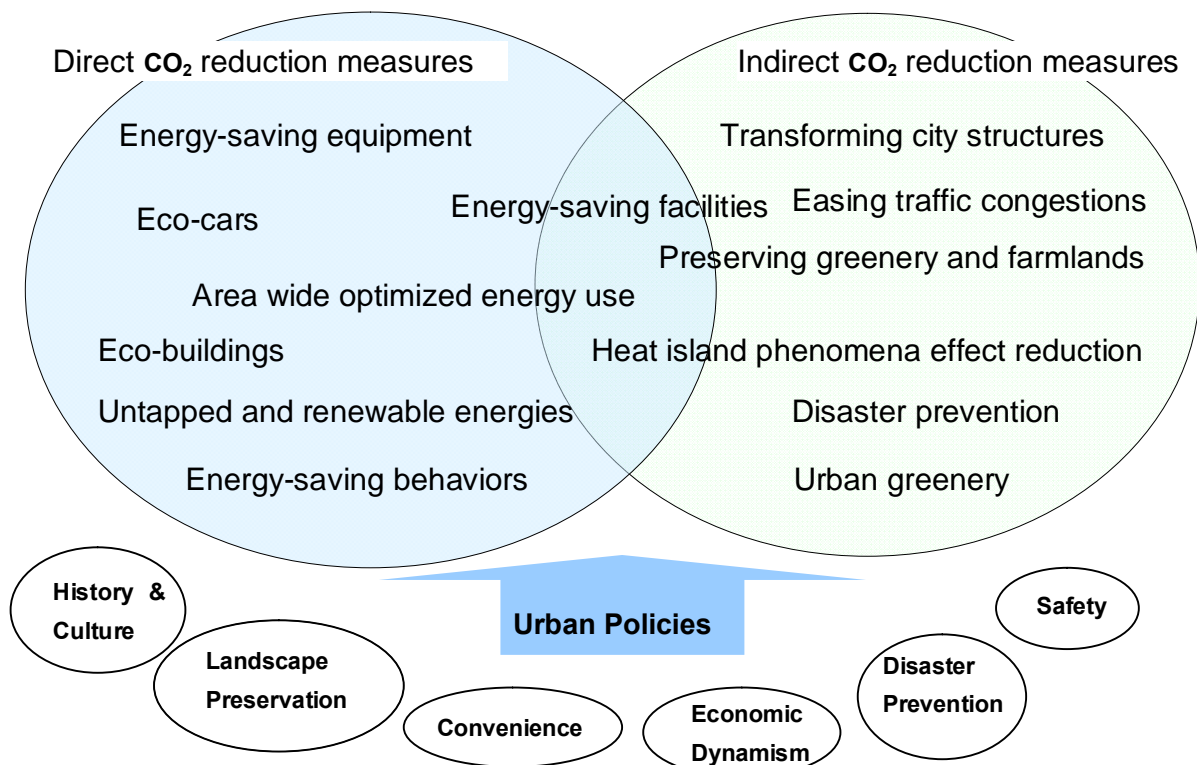 Direct CO₂ reduction measures
Indirect CO₂ reduction measures
Energy-saving equipment
Transforming city structures
Eco-cars
Energy-saving facilities
Easing traffic congestions
Preserving greenery and farmlands
Area wide optimized energy use
Eco-buildings
Heat island phenomena effect reduction
Untapped and renewable energies
Disaster prevention
Energy-saving behaviors
Urban greenery
Urban Policies
History &
Culture
Landscape
Preservation
Convenience
Economic
Dynamism
Disaster
Prevention
Safety